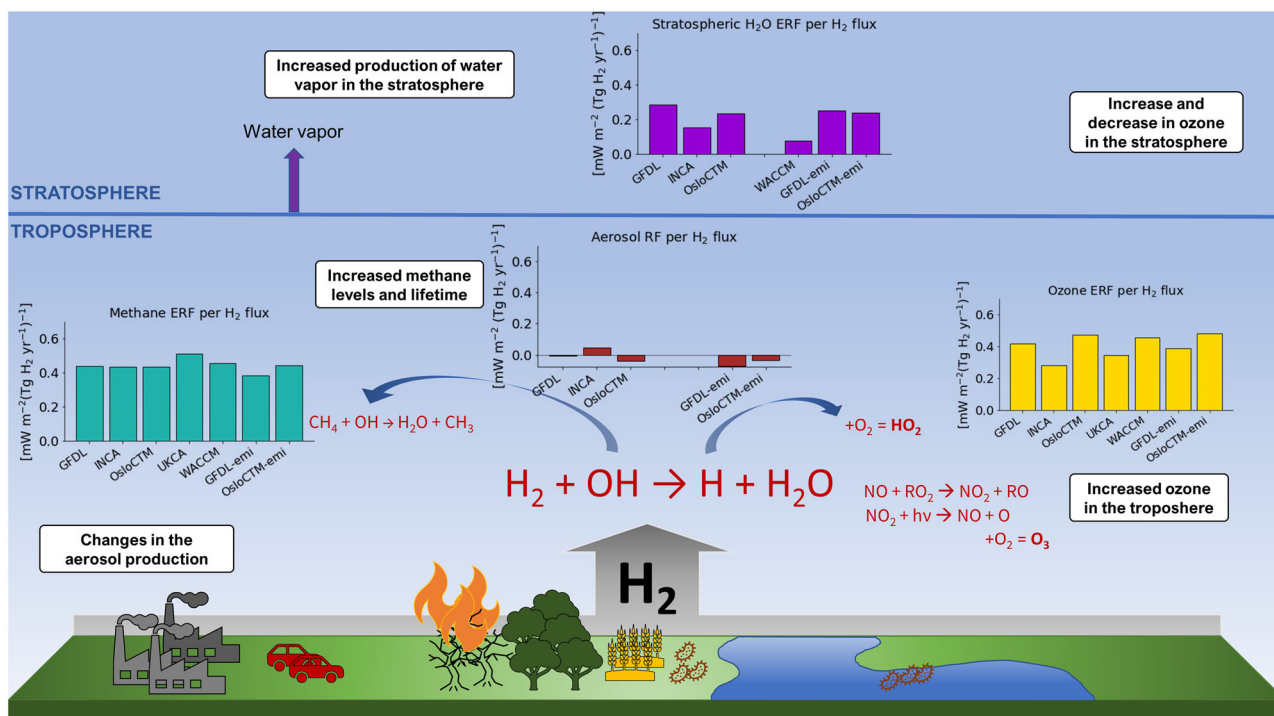 Stratospheric H₂O ERF per H₂ flux
[mW m⁻² (Tg H₂ yr⁻¹)⁻¹]
0.6
0.4
0.2
0.0
GFDL
INCA
OsloCTM
WACCM
GFDL-emi
OsloCTM-emi
Increased production of water
vapor in the stratosphere
Increase and
decrease in ozone
in the stratosphere
Water vapor
STRATOSPHERE
TROPOSPHERE
Aerosol RF per H₂ flux
[mW m⁻² (Tg H₂ yr⁻¹)⁻¹]
0.6
0.4
0.2
0.0
GFDL
INCA
OsloCTM
GFDL-emi
OsloCTM-emi
Increased methane
levels and lifetime
Methane ERF per H₂ flux
[mW m⁻²(Tg H₂ yr⁻¹)⁻¹]
0.6
0.4
0.2
0.0
GFDL
INCA
OsloCTM
UKCA
WACCM
GFDL-emi
OsloCTM-emi
Ozone ERF per H₂ flux
[mW m⁻²(Tg H₂ yr⁻¹)⁻¹]
0.6
0.4
0.2
0.0
GFDL
INCA
OsloCTM
UKCA
WACCM
GFDL-emi
OsloCTM-emi
CH₄ + OH → H₂O + CH₃
+O₂ = HO₂
H₂ + OH → H + H₂O
NO + RO₂ → NO₂ + RO
NO₂ + hν → NO + O
+O₂ = O₃
Increased ozone
in the troposhere
Changes in the
aerosol production
H₂